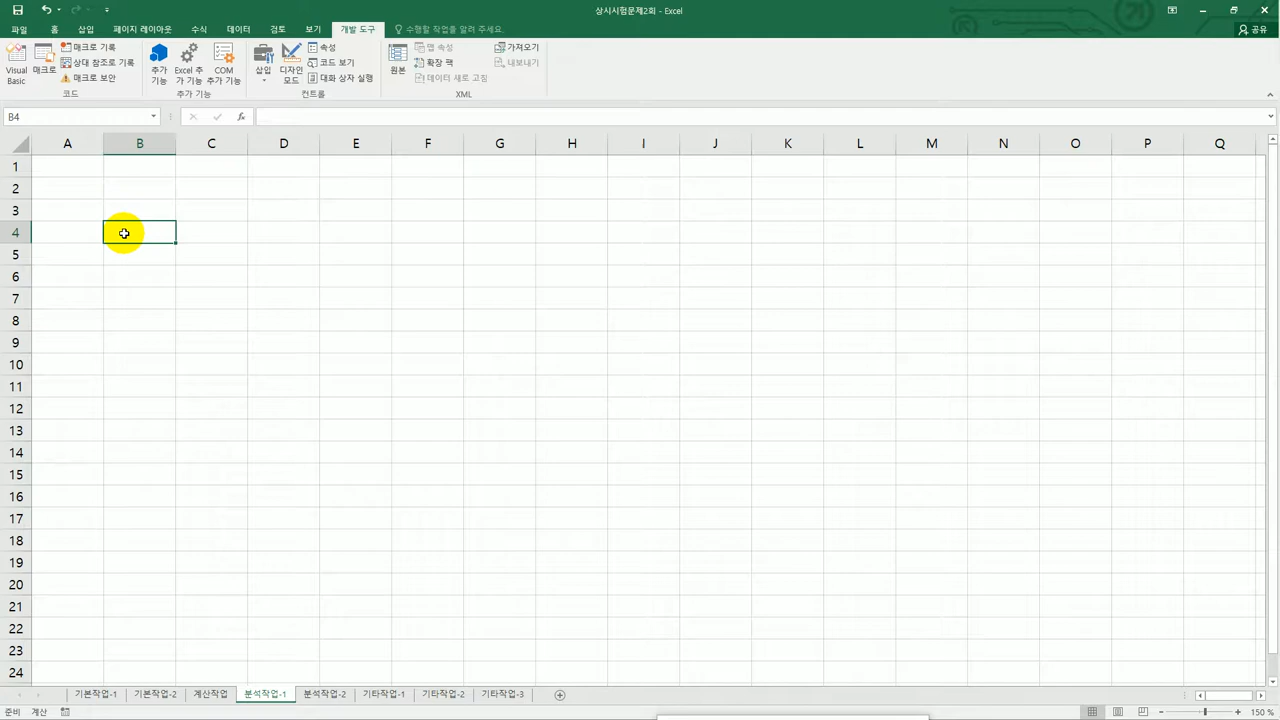 상시시험문제2회 - Excel
파일 홈 삽입 페이지 레이아웃 수식 데이터 검토 보기 개발 도구 수행할 작업을 알려 주세요. 공유
Visual Basic 매크로 매크로 기록 상대 참조로 기록 매크로 보안 코드
추가 기능 Excel 추가 기능 COM 추가 기능 추가 기능
삽입 디자인 모드 속성 코드 보기 대화 상자 실행 컨트롤
원본 맵 속성 확장 팩 데이터 새로 고침 가져오기 내보내기 XML
B4 fx
A B C D E F G H I J K L M N O P Q
1
2
3
4
5
6
7
8
9
10
11
12
13
14
15
16
17
18
19
20
21
22
23
24
기본작업-1 기본작업-2 계산작업 분석작업-1 분석작업-2 기타작업-1 기타작업-2 기타작업-3
준비 계산 150 %